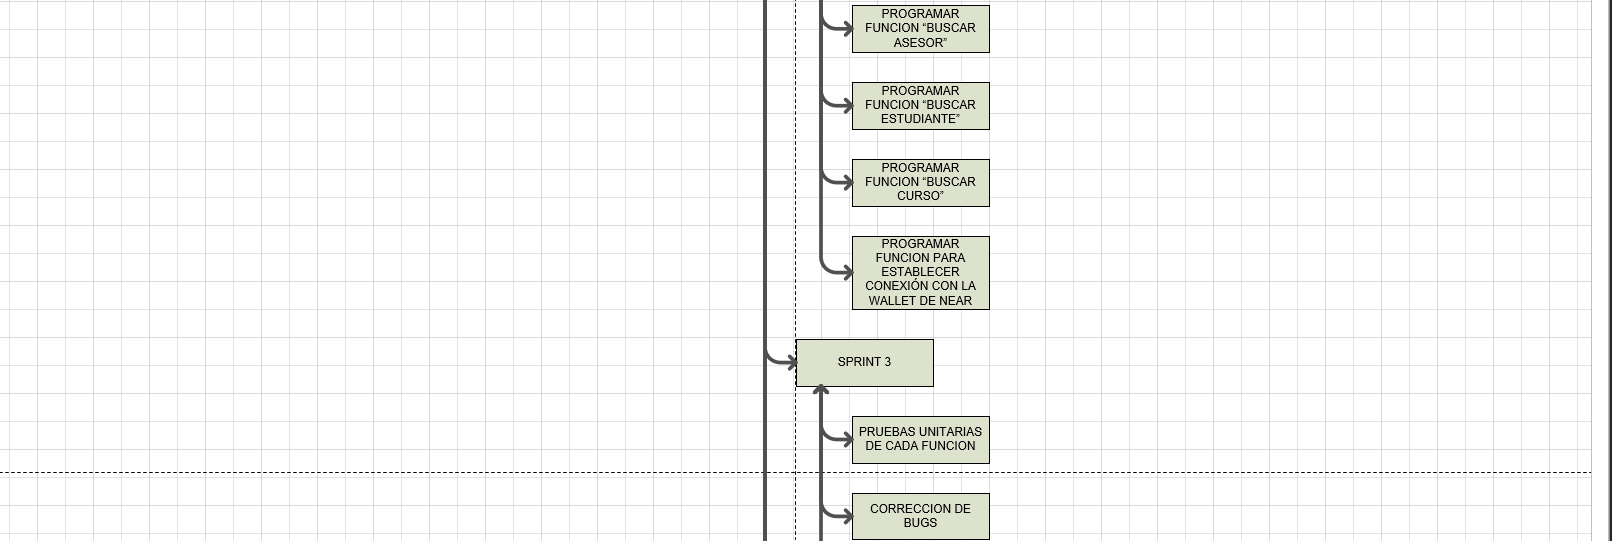 PROGRAMAR
FUNCION “BUSCAR
ASESOR”
PROGRAMAR
FUNCION “BUSCAR
ESTUDIANTE”
PROGRAMAR
FUNCION “BUSCAR
CURSO”
PROGRAMAR
FUNCION PARA
ESTABLECER
CONEXIÓN CON LA
WALLET DE NEAR
SPRINT 3
PRUEBAS UNITARIAS
DE CADA FUNCION
CORRECCION DE
BUGS